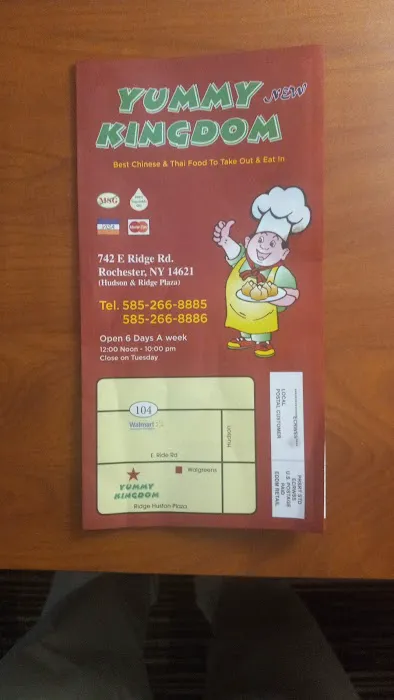 YUMMY NEW
KINGDOM
Best Chinese & Thai Food To Take Out & Eat In
MSG
VISA
MasterCard
742 E Ridge Rd.
Rochester, NY 14621
(Hudson & Ridge Plaza)
Tel. 585-266-8885
585-266-8886
Open 6 Days A week
12:00 Noon - 10:00 pm
Close on Tuesday
104
Walmart
HUDSON
E. Ride Rd
Walgreens
YUMMY
KINGDOM
Ridge Huston Plaza
LOCAL
POSTAL CUSTOMER
PRSRT STD
ECRWSS
U.S. POSTAGE
PAID
EDDM RETAIL